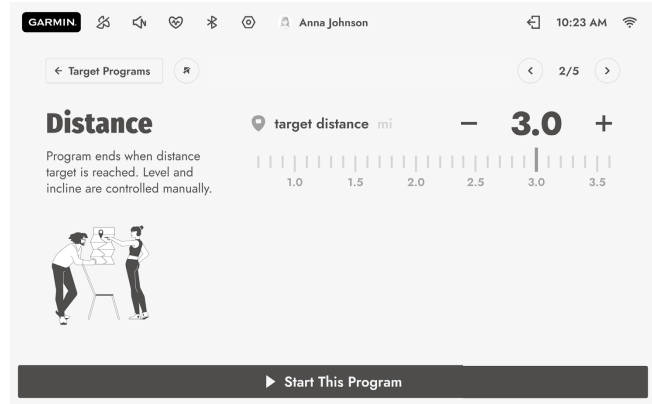 GARMIN.
Anna Johnson
10:23 AM
Target Programs
2/5
Distance
Program ends when distance
target is reached. Level and
incline are controlled manually.
target distance mi
3.0
1.0 1.5 2.0 2.5 3.0 3.5
Start This Program